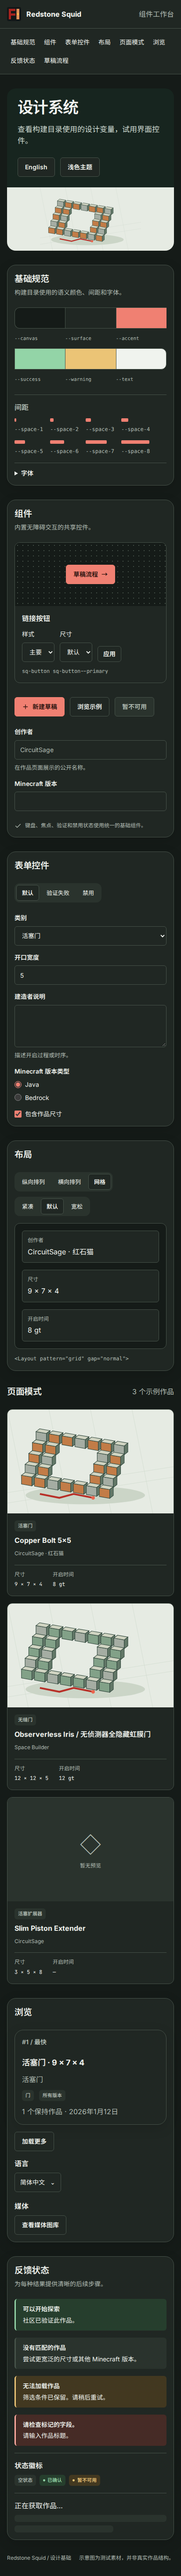 Redstone Squid 组件工作台
基础规范 组件 表单控件 布局 页面模式 浏览
反馈状态 草稿流程
设计系统
查看构建目录使用的设计变量，试用界面控件。
English 浅色主题
基础规范
构建目录使用的语义颜色、间距和字体。
--canvas --surface --accent
--success --warning --text
间距
--space-1 --space-2 --space-3 --space-4
--space-5 --space-6 --space-7 --space-8
字体
组件
内置无障碍交互的共享控件。
草稿流程 →
链接按钮
样式 尺寸
主要 默认 应用
sq-button sq-button--primary
＋ 新建草稿 浏览示例 暂不可用
创作者
CircuitSage
在作品页面展示的公开名称。
Minecraft 版本
键盘、焦点、验证和禁用状态使用统一的基础组件。
表单控件
默认 验证失败 禁用
类别
活塞门
开口宽度
5
建造者说明
描述开启过程或时序。
Minecraft 版本类型
Java
Bedrock
包含作品尺寸
布局
纵向排列 横向排列 网格
紧凑 默认 宽松
创作者
CircuitSage · 红石猫
尺寸
9 × 7 × 4
开启时间
8 gt
<Layout pattern="grid" gap="normal">
页面模式 3 个示例作品
活塞门
Copper Bolt 5×5
CircuitSage · 红石猫
尺寸 开启时间
9 × 7 × 4 8 gt
无缝门
Observerless Iris / 无侦测器全隐藏虹膜门
Space Builder
尺寸 开启时间
12 × 12 × 5 12 gt
暂无预览
活塞扩展器
Slim Piston Extender
CircuitSage
尺寸 开启时间
3 × 5 × 8 —
浏览
#1 / 最快
活塞门 · 9 × 7 × 4
活塞门
门 所有版本
1 个保持作品 · 2026年1月12日
加载更多
语言
简体中文
媒体
查看媒体图库
反馈状态
为每种结果提供清晰的后续步骤。
可以开始探索
社区已验证此作品。
没有匹配的作品
尝试更宽泛的尺寸或其他 Minecraft 版本。
无法加载作品
筛选条件已保留。请稍后重试。
请检查标记的字段。
请输入作品标题。
状态徽标
空状态 已确认 暂不可用
正在获取作品…
Redstone Squid / 设计基础 示意图为测试素材，并非真实作品结构。